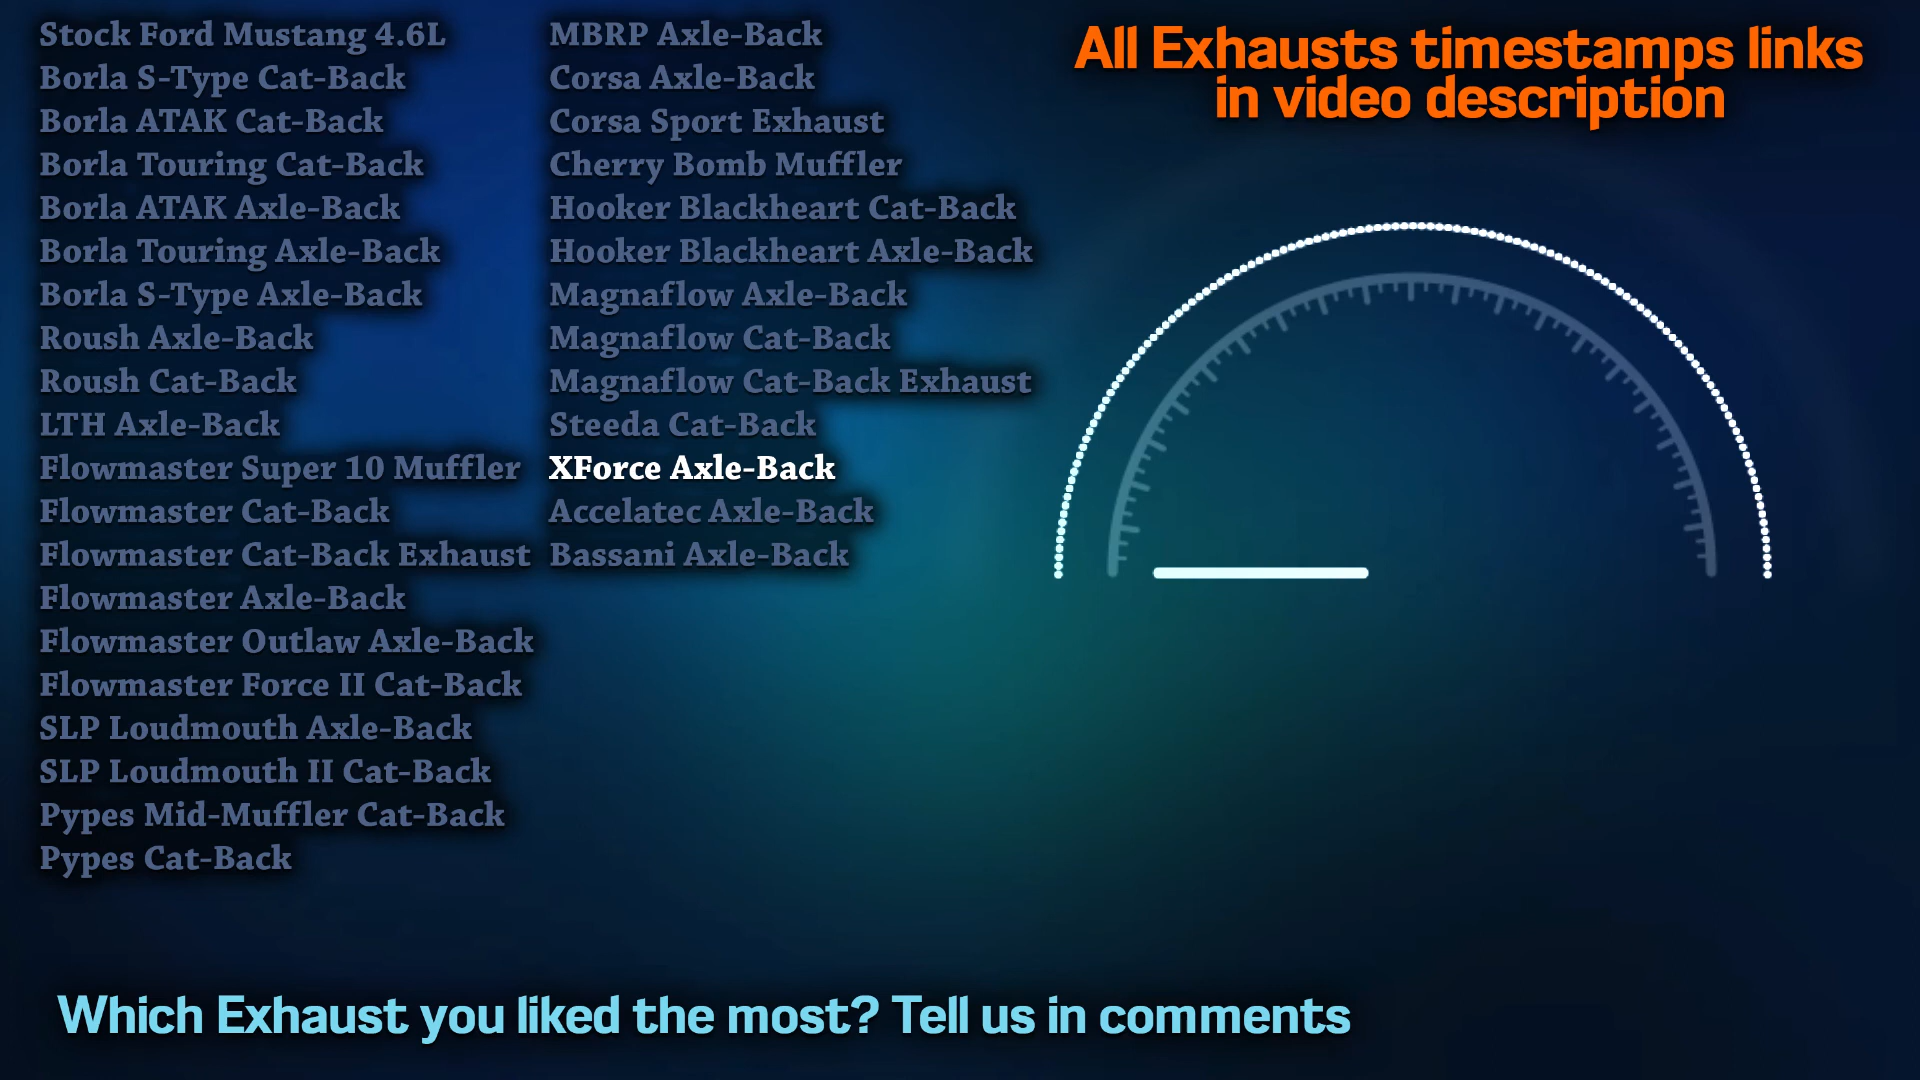 Stock Ford Mustang 4.6L
Borla S-Type Cat-Back
Borla ATAK Cat-Back
Borla Touring Cat-Back
Borla ATAK Axle-Back
Borla Touring Axle-Back
Borla S-Type Axle-Back
Roush Axle-Back
Roush Cat-Back
LTH Axle-Back
Flowmaster Super 10 Muffler
Flowmaster Cat-Back
Flowmaster Cat-Back Exhaust
Flowmaster Axle-Back
Flowmaster Outlaw Axle-Back
Flowmaster Force II Cat-Back
SLP Loudmouth Axle-Back
SLP Loudmouth II Cat-Back
Pypes Mid-Muffler Cat-Back
Pypes Cat-Back
MBRP Axle-Back
Corsa Axle-Back
Corsa Sport Exhaust
Cherry Bomb Muffler
Hooker Blackheart Cat-Back
Hooker Blackheart Axle-Back
Magnaflow Axle-Back
Magnaflow Cat-Back
Magnaflow Cat-Back Exhaust
Steeda Cat-Back
XForce Axle-Back
Accelatec Axle-Back
Bassani Axle-Back
All Exhausts timestamps links
in video description
Which Exhaust you liked the most? Tell us in comments